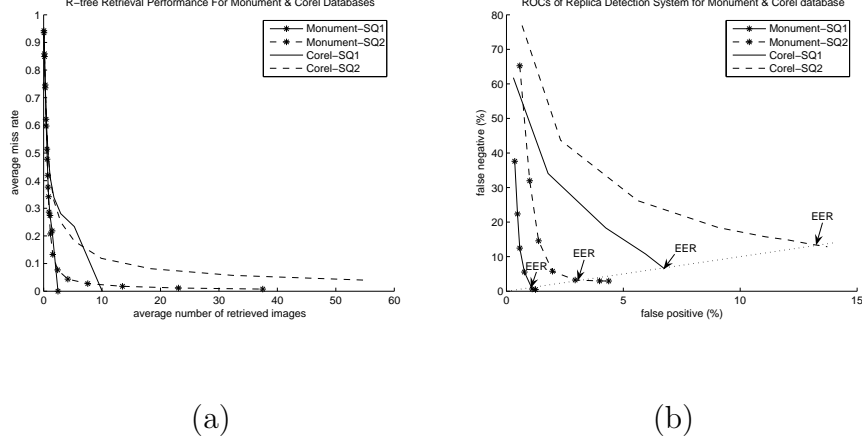 R−tree Retrieval Performance For Monument & Corel Databases
1
0.9
0.8
0.7
0.6
0.5
0.4
0.3
0.2
0.1
0
average miss rate
Monument−SQ1
Monument−SQ2
Corel−SQ1
Corel−SQ2
0 10 20 30 40 50 60
average number of retrieved images
(a)
ROCs of Replica Detection System for Monument & Corel database
80
70
60
50
40
30
20
10
0
false negative (%)
Monument−SQ1
Monument−SQ2
Corel−SQ1
Corel−SQ2
EER
EER
EER
EER
0 5 10 15
false positive (%)
(b)